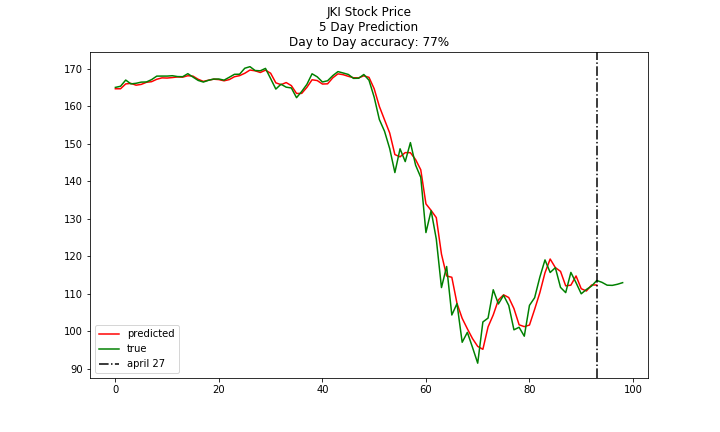 JKI Stock Price
5 Day Prediction
Day to Day accuracy: 77%
170
160
150
140
130
120
110
100
90
predicted
true
april 27
0
20
40
60
80
100